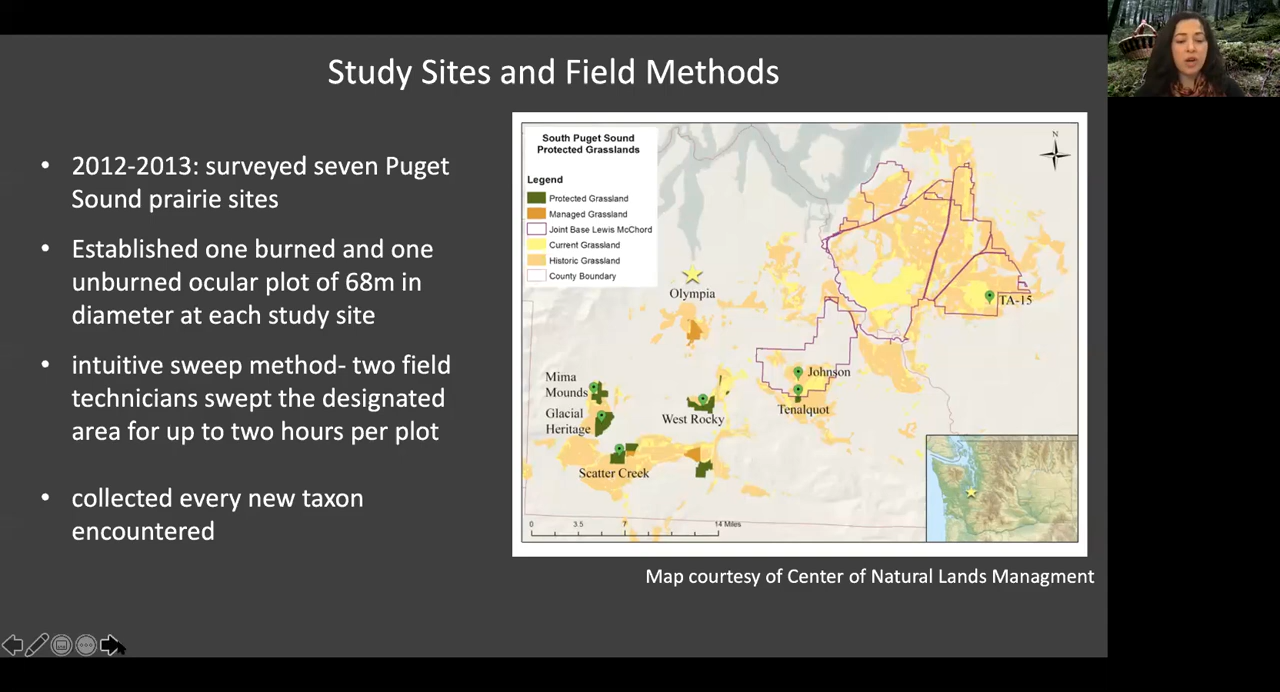 Study Sites and Field Methods
• 2012-2013: surveyed seven Puget
Sound prairie sites
• Established one burned and one
unburned ocular plot of 68m in
diameter at each study site
• intuitive sweep method- two field
technicians swept the designated
area for up to two hours per plot
• collected every new taxon
encountered
South Puget Sound
Protected Grasslands
Legend
Protected Grassland
Managed Grassland
Joint Base Lewis McChord
Current Grassland
Historic Grassland
County Boundary
N
Olympia
TA-15
Johnson
Tenalquot
Mima
Mounds
Glacial
Heritage
West Rocky
Scatter Creek
0 3.5 7 14 Miles
Map courtesy of Center of Natural Lands Managment